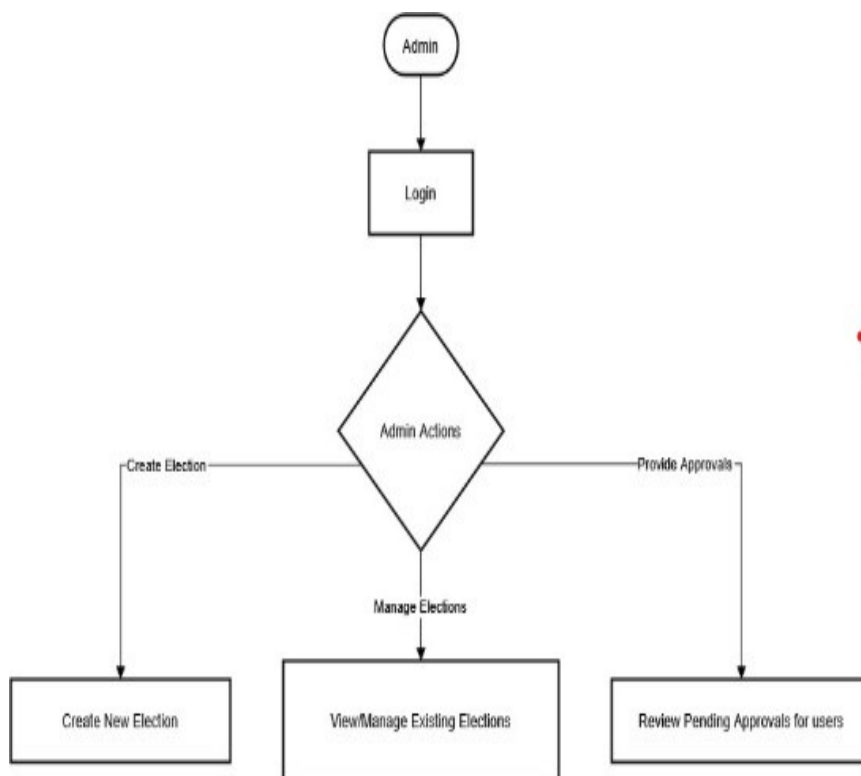 Admin
Login
Admin Actions
Create Election
Provide Approvals
Manage Elections
Create New Election
View/Manage Existing Elections
Review Pending Approvals for users